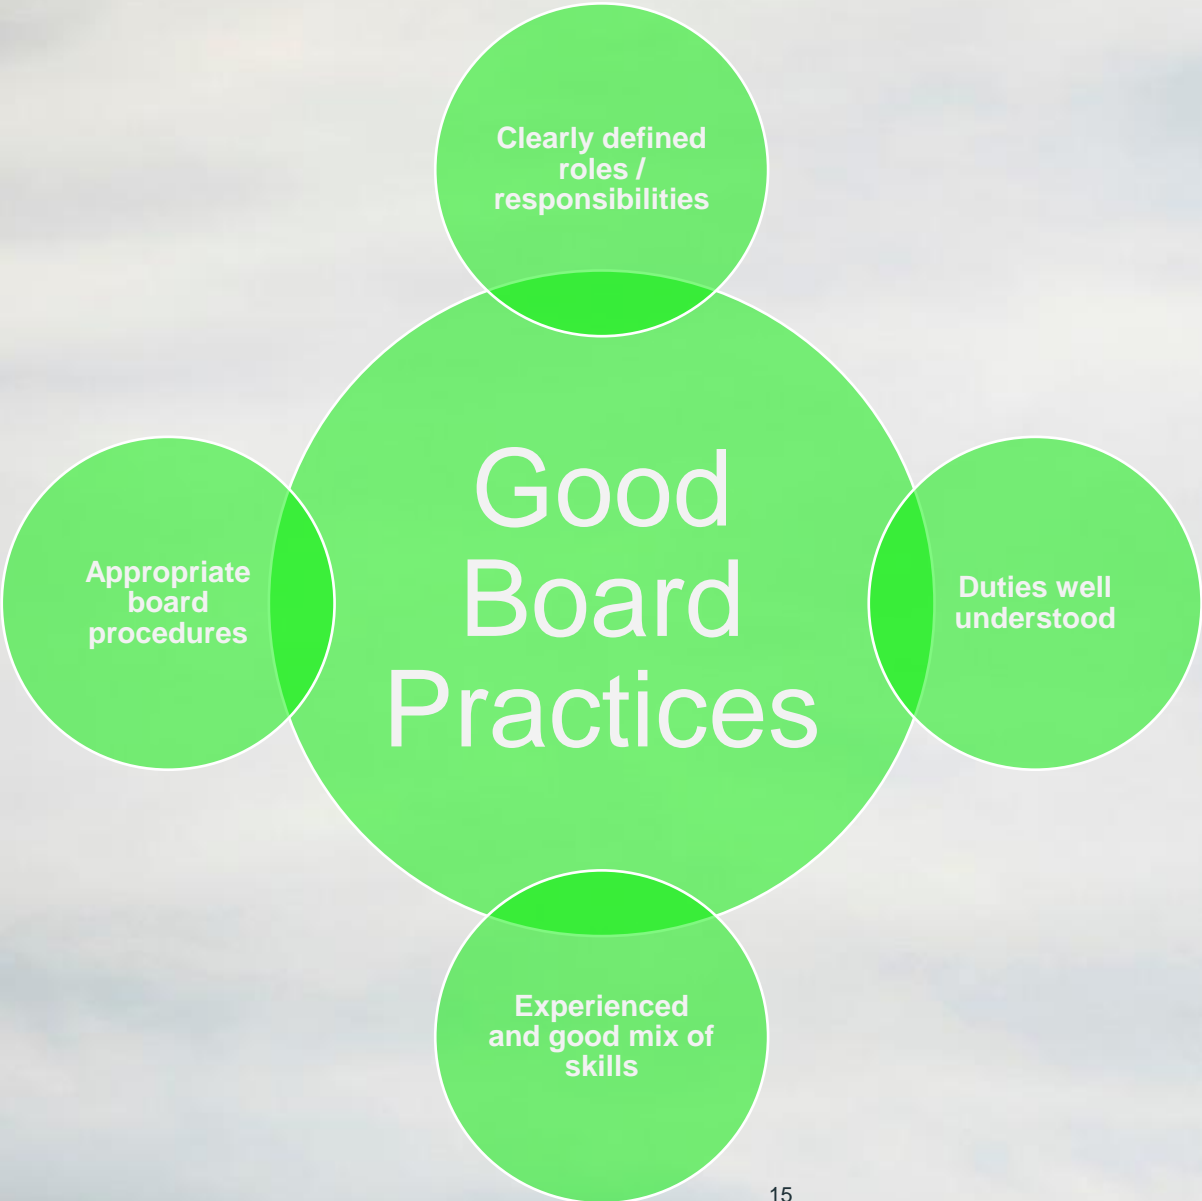 Clearly defined
roles /
responsibilities
Good
Board
Practices
Appropriate
board
procedures
Duties well
understood
Experienced
and good mix of
skills
15